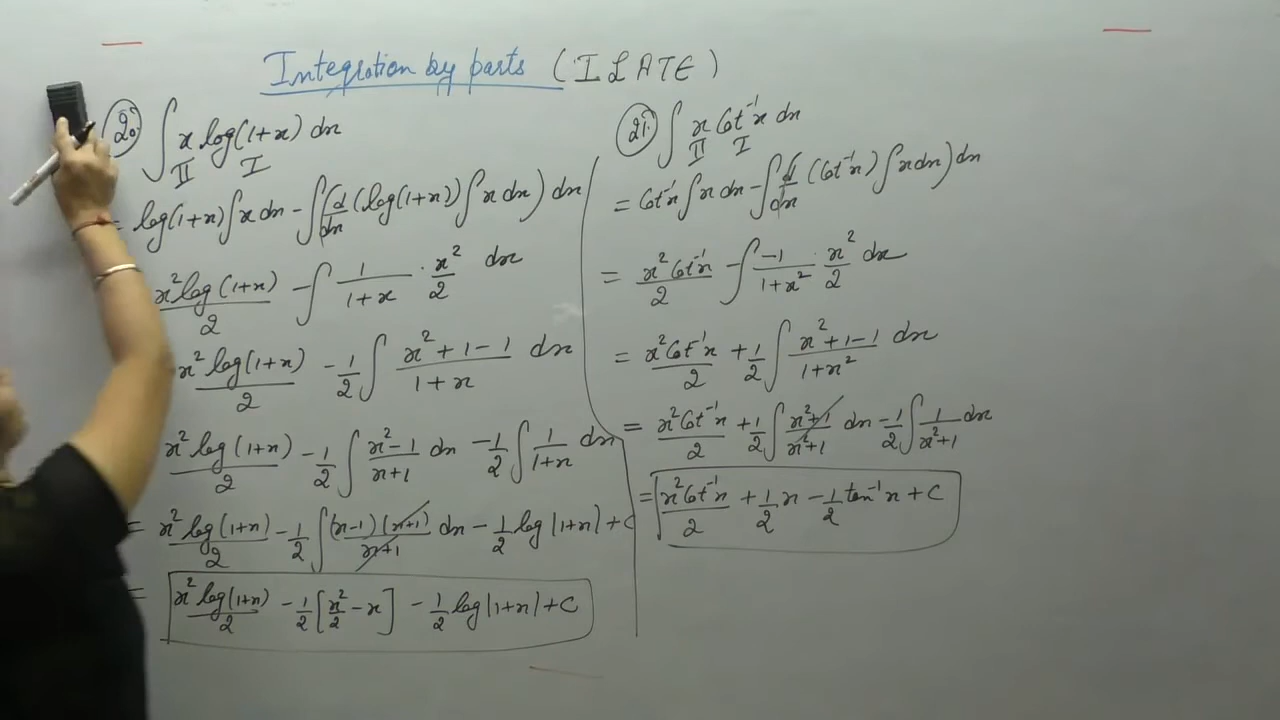 Integration by parts (ILATE)
20. ∫ x log(1+x) dx
II I
= log(1+x) ∫ x dx - ∫ (d/dx (log(1+x)) ∫ x dx) dx
x² log(1+x)/2 - ∫ 1/(1+x) · x²/2 dx
x² log(1+x)/2 - 1/2 ∫ (x²+1-1)/(1+x) dx
x² log(1+x)/2 - 1/2 ∫ (x²-1)/(x+1) dx - 1/2 ∫ 1/(1+x) dx
= x² log(1+x)/2 - 1/2 ∫ (x-1)(x+1)/(x+1) dx - 1/2 log|1+x| + c
= x² log(1+x)/2 - 1/2 [x²/2 - x] - 1/2 log|1+x| + c
21. ∫ x Cot⁻¹x dx
II I
= Cot⁻¹x ∫ x dx - ∫ (d/dx (Cot⁻¹x) ∫ x dx) dx
= x² Cot⁻¹x/2 - ∫ -1/(1+x²) · x²/2 dx
= x² Cot⁻¹x/2 + 1/2 ∫ (x²+1-1)/(1+x²) dx
= x² Cot⁻¹x/2 + 1/2 ∫ (x²+1)/(x²+1) dx - 1/2 ∫ 1/(x²+1) dx
= x² Cot⁻¹x/2 + 1/2 x - 1/2 tan⁻¹x + c